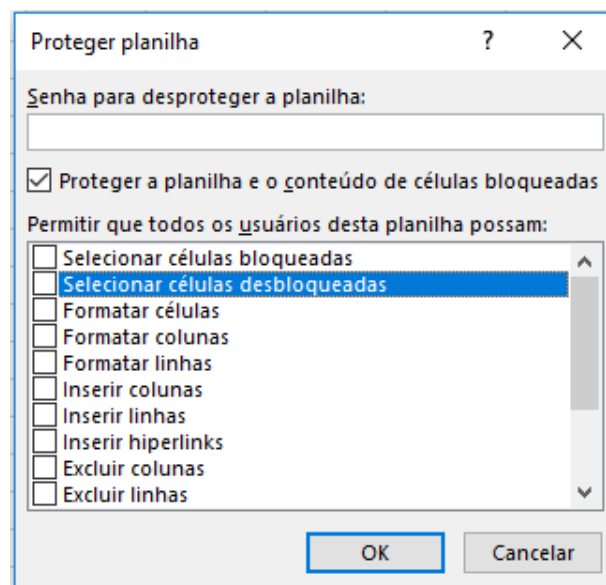 Proteger planilha ?
Senha para desproteger a planilha:
Proteger a planilha e o conteúdo de células bloqueadas
Permitir que todos os usuários desta planilha possam:
Selecionar células bloqueadas
Selecionar células desbloqueadas
Formatar células
Formatar colunas
Formatar linhas
Inserir colunas
Inserir linhas
Inserir hiperlinks
Excluir colunas
Excluir linhas
OK Cancelar